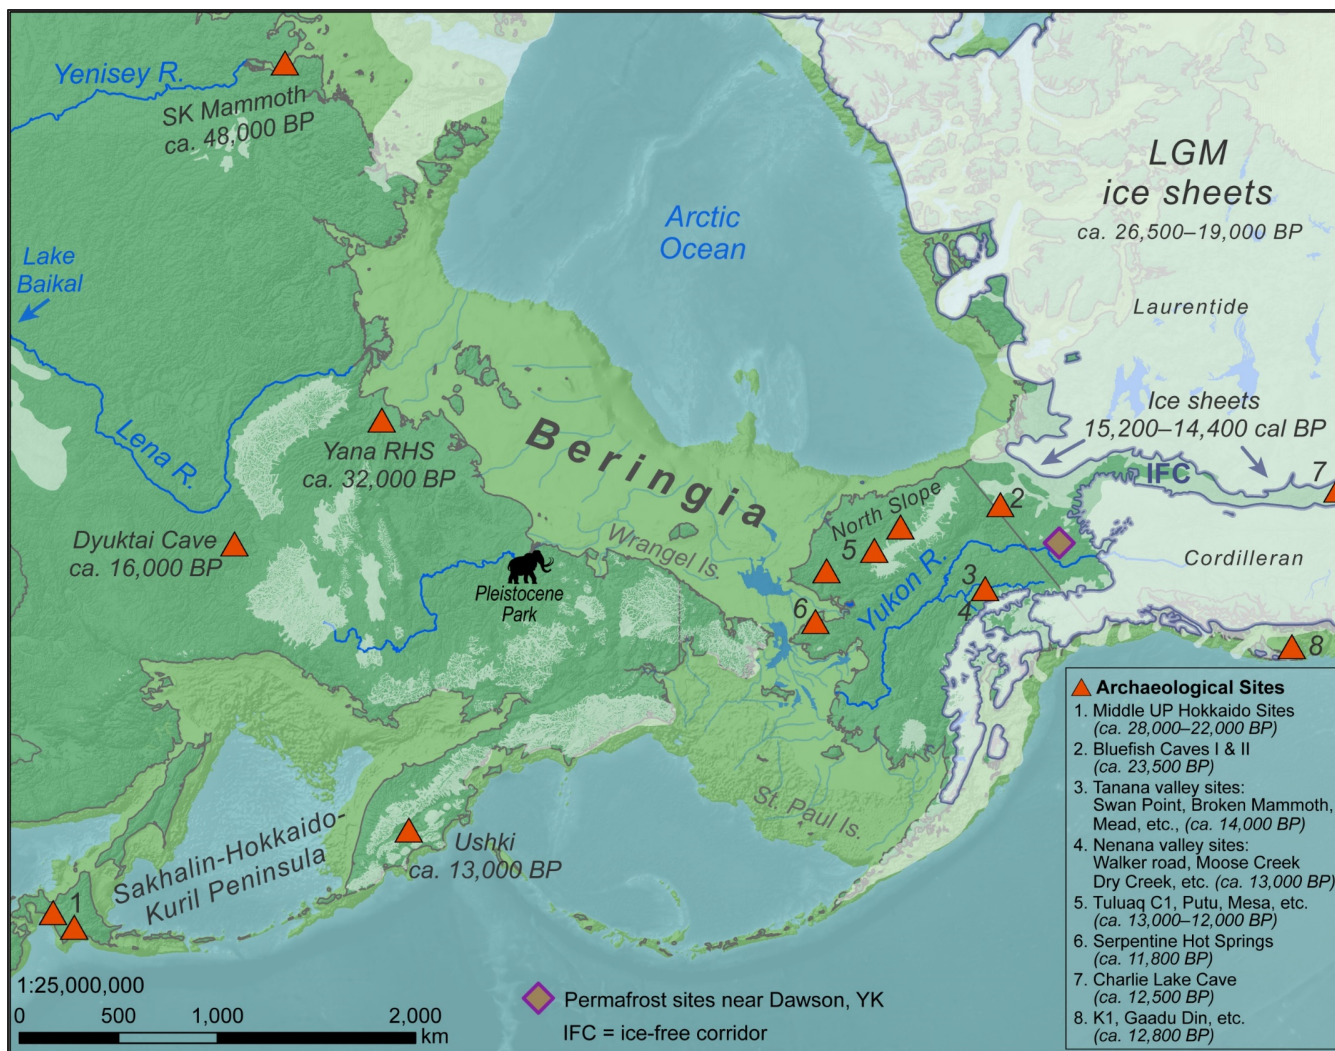 Yenisey R.
SK Mammoth
ca. 48,000 BP
Arctic
Ocean
LGM
ice sheets
ca. 26,500–19,000 BP
Laurentide
Lake
Baikal
Ice sheets
15,200–14,400 cal BP
IFC
7
Lena R.
Yana RHS
ca. 32,000 BP
Beringia
North Slope
2
5
Dyuktai Cave
ca. 16,000 BP
Wrangel Is.
Yukon R.
Cordilleran
Pleistocene
Park
3
4
6
8
St. Paul Is.
Ushki
ca. 13,000 BP
Sakhalin-Hokkaido-
Kuril Peninsula
1
Archaeological Sites
1. Middle UP Hokkaido Sites
(ca. 28,000–22,000 BP)
2. Bluefish Caves I & II
(ca. 23,500 BP)
3. Tanana valley sites:
Swan Point, Broken Mammoth,
Mead, etc., (ca. 14,000 BP)
4. Nenana valley sites:
Walker road, Moose Creek
Dry Creek, etc. (ca. 13,000 BP)
5. Tuluaq C1, Putu, Mesa, etc.
(ca. 13,000–12,000 BP)
6. Serpentine Hot Springs
(ca. 11,800 BP)
7. Charlie Lake Cave
(ca. 12,500 BP)
8. K1, Gaadu Din, etc.
(ca. 12,800 BP)
1:25,000,000
0 500 1,000 2,000
km
Permafrost sites near Dawson, YK
IFC = ice-free corridor